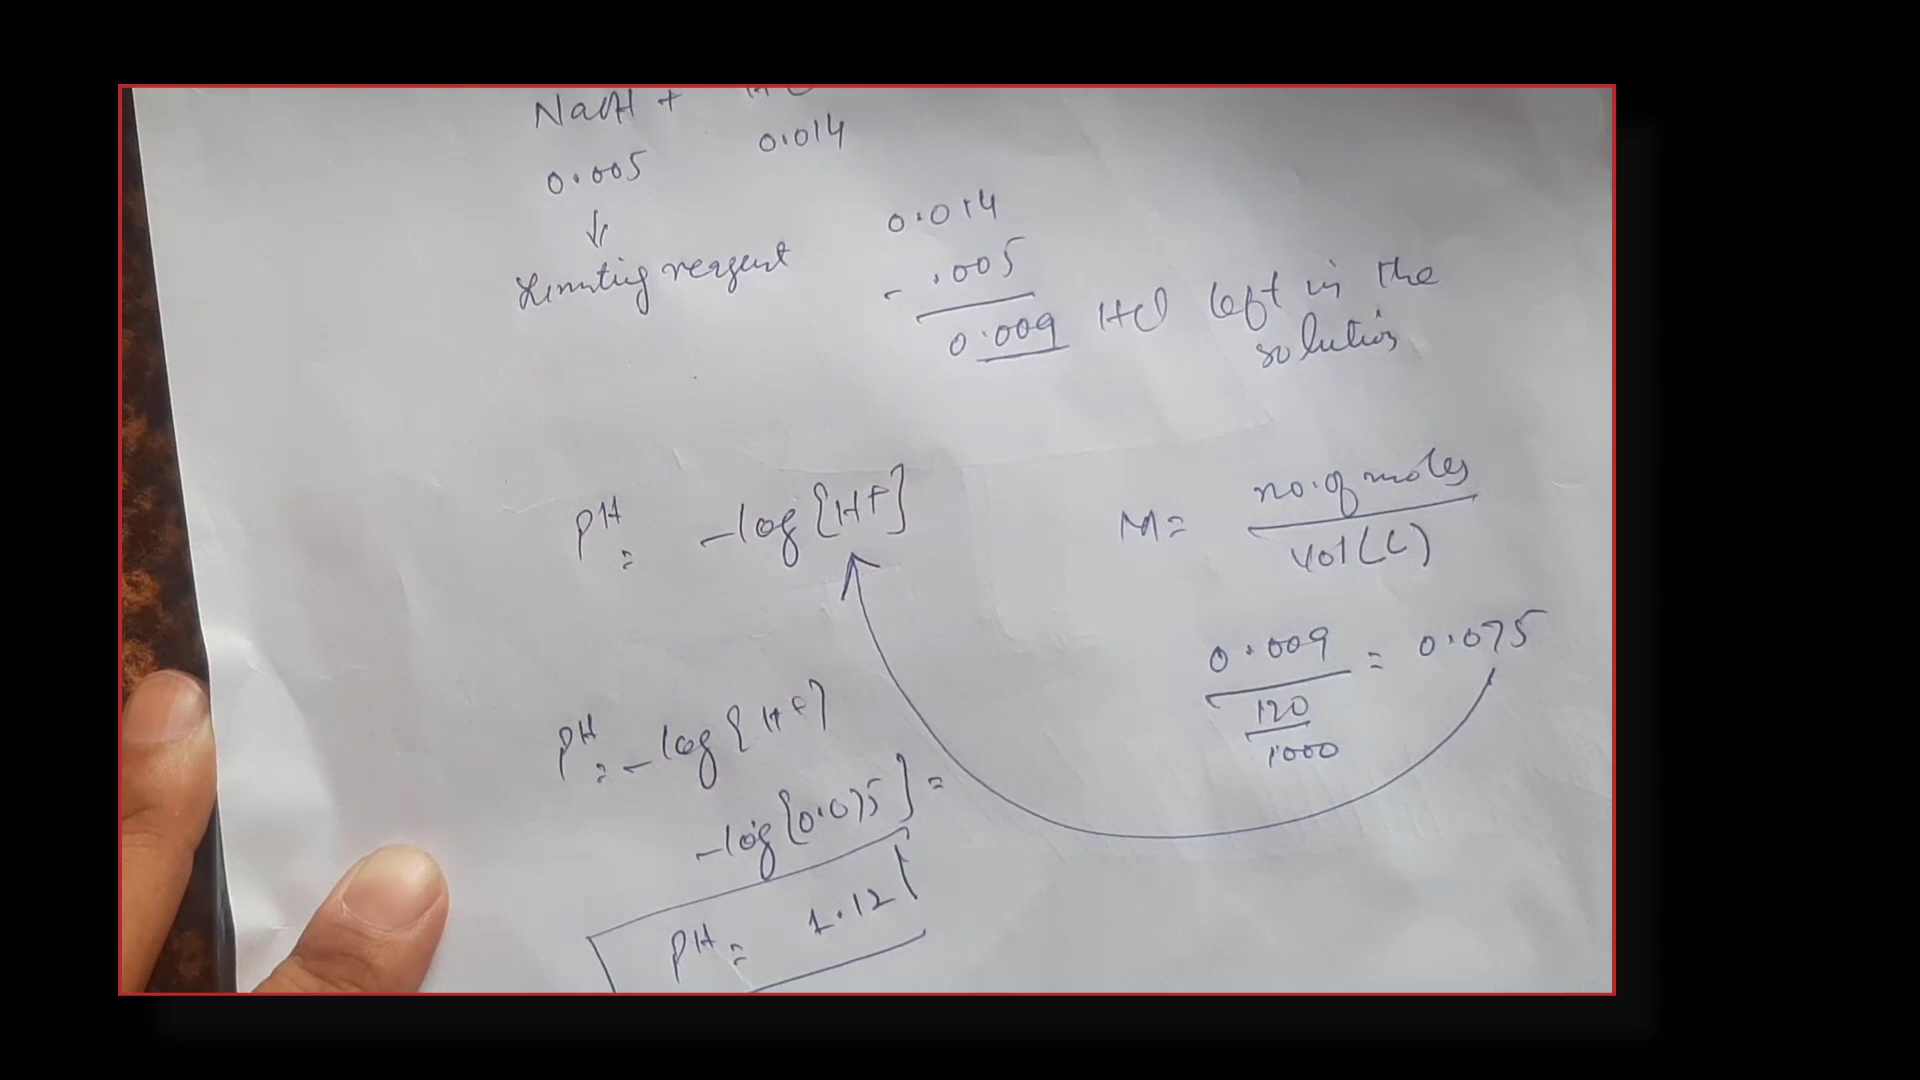 NaOH +
0.005
0.014
Limiting reagent
0.014
- .005
0.009 HCl left in the
solution
PH = -log[H+]
M = no. of moles
vol(L)
0.009 = 0.075
120
1000
PH = -log[H+]
-log[0.075] =
PH = 1.12